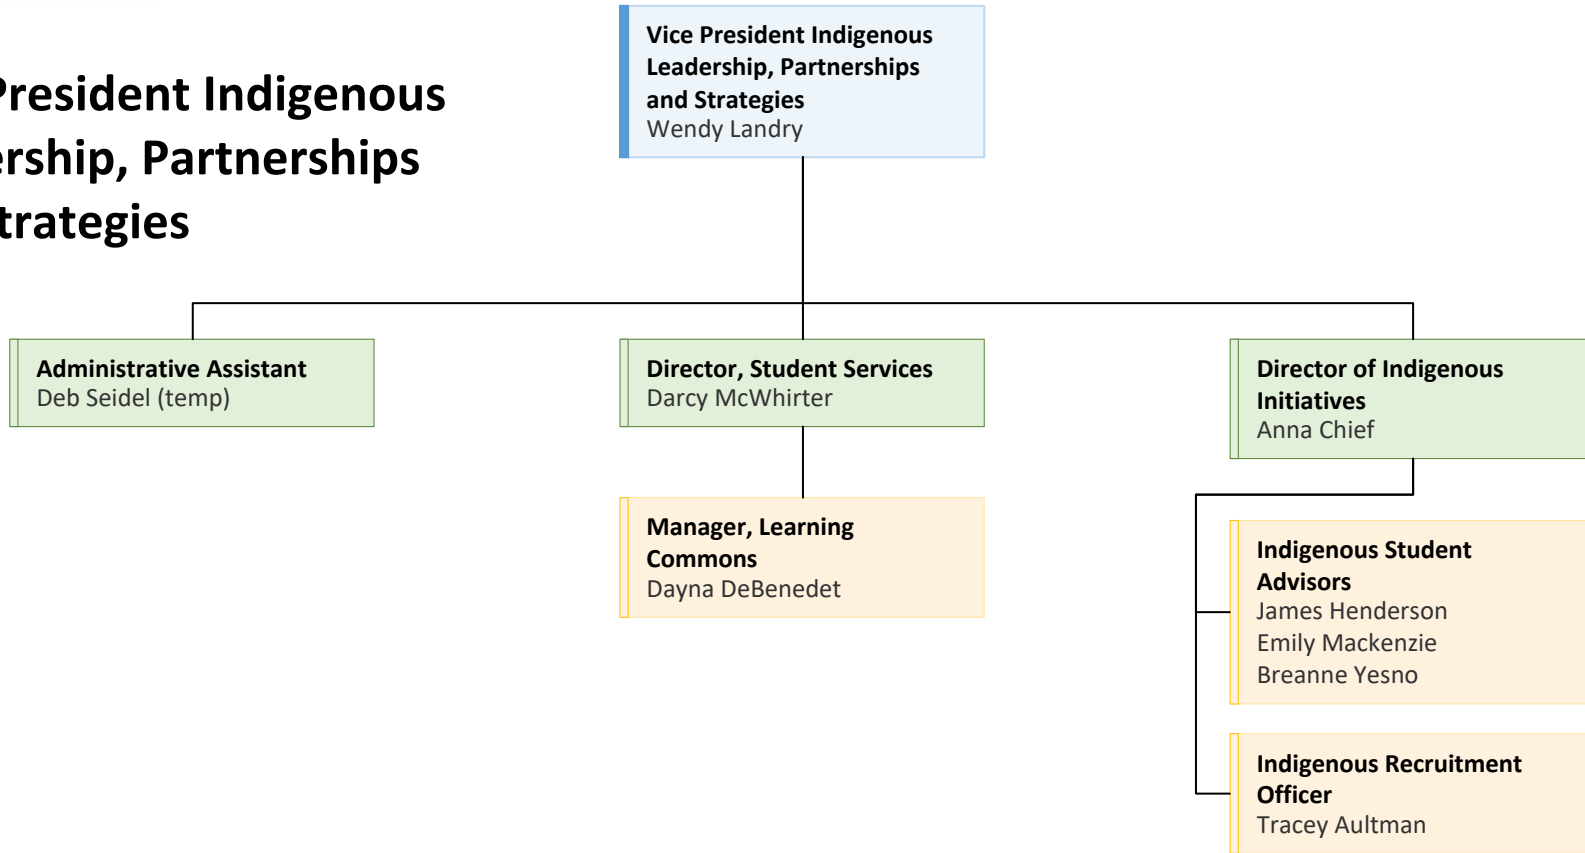 President Indigenous
ership, Partnerships
trategies
Vice President Indigenous
Leadership, Partnerships
and Strategies
Wendy Landry
Administrative Assistant
Deb Seidel (temp)
Director, Student Services
Darcy McWhirter
Director of Indigenous
Initiatives
Anna Chief
Manager, Learning
Commons
Dayna DeBenedet
Indigenous Student
Advisors
James Henderson
Emily Mackenzie
Breanne Yesno
Indigenous Recruitment
Officer
Tracey Aultman